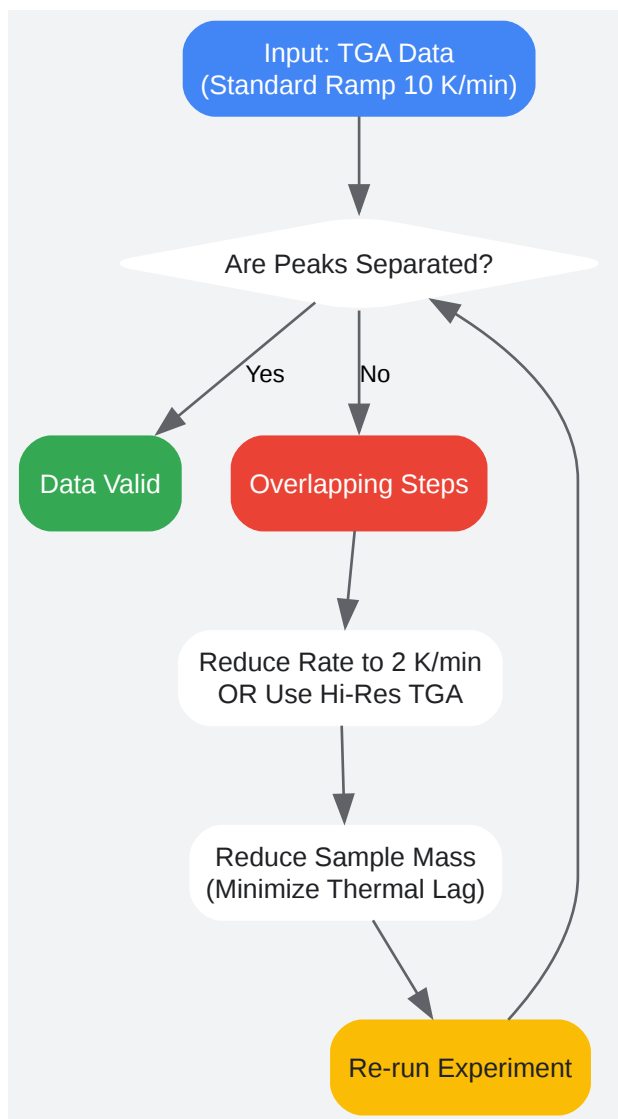 Input: TGA Data
(Standard Ramp 10 K/min)
Are Peaks Separated?
Yes
No
Data Valid
Overlapping Steps
Reduce Rate to 2 K/min
OR Use Hi-Res TGA
Reduce Sample Mass
(Minimize Thermal Lag)
Re-run Experiment